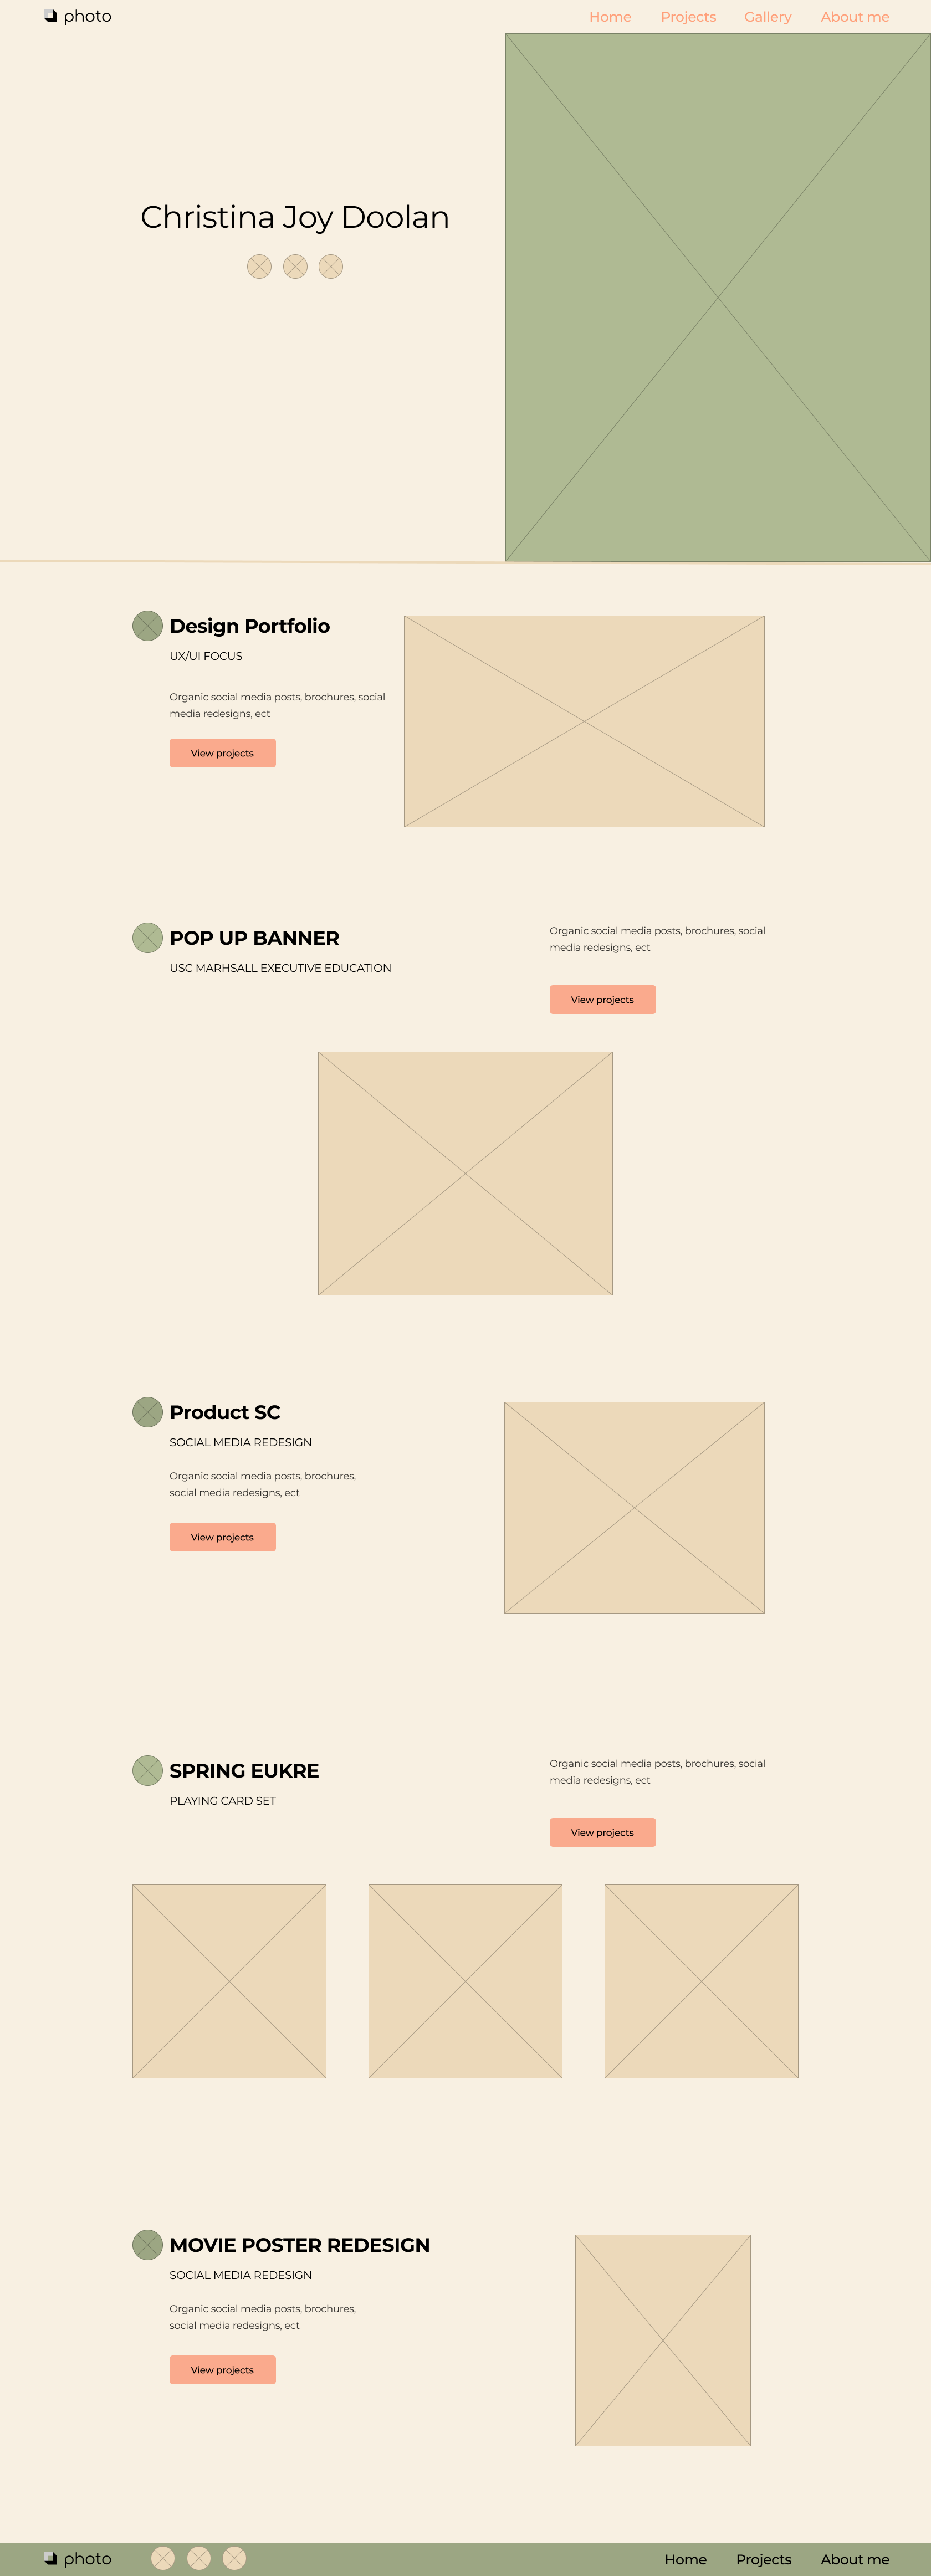 photo
Home Projects Gallery About me
Christina Joy Doolan
Design Portfolio
UX/UI FOCUS
Organic social media posts, brochures, social
media redesigns, ect
View projects
POP UP BANNER
USC MARHSALL EXECUTIVE EDUCATION
Organic social media posts, brochures, social
media redesigns, ect
View projects
Product SC
SOCIAL MEDIA REDESIGN
Organic social media posts, brochures,
social media redesigns, ect
View projects
SPRING EUKRE
PLAYING CARD SET
Organic social media posts, brochures, social
media redesigns, ect
View projects
MOVIE POSTER REDESIGN
SOCIAL MEDIA REDESIGN
Organic social media posts, brochures,
social media redesigns, ect
View projects
photo
Home Projects About me